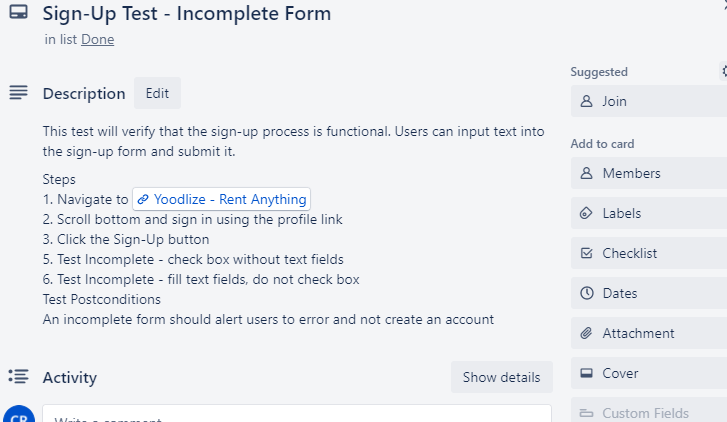 Sign-Up Test - Incomplete Form
in list Done
Description
Edit
This test will verify that the sign-up process is functional. Users can input text into
the sign-up form and submit it.
Steps
1. Navigate to Yoodlize - Rent Anything
2. Scroll bottom and sign in using the profile link
3. Click the Sign-Up button
5. Test Incomplete - check box without text fields
6. Test Incomplete - fill text fields, do not check box
Test Postconditions
An incomplete form should alert users to error and not create an account
Activity
Show details
Write a comment
Suggested
Join
Add to card
Members
Labels
Checklist
Dates
Attachment
Cover
Custom Fields